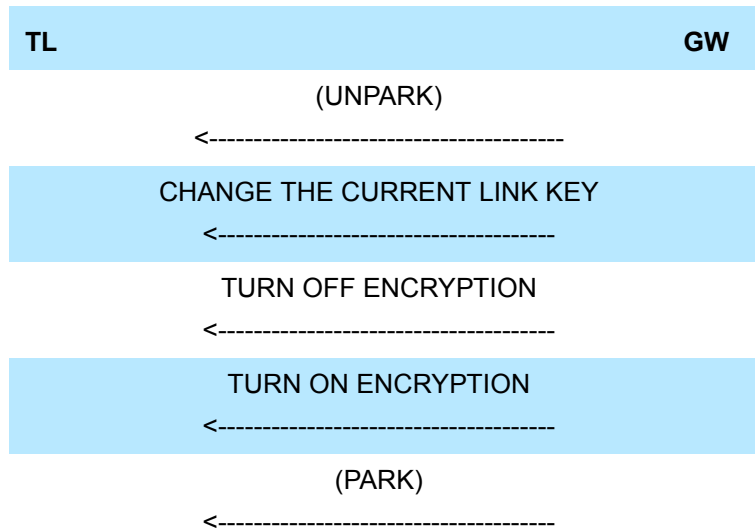 TL GW
(UNPARK)
<----------------------------------------
CHANGE THE CURRENT LINK KEY
<--------------------------------------
TURN OFF ENCRYPTION
<--------------------------------------
TURN ON ENCRYPTION
<--------------------------------------
(PARK)
<--------------------------------------